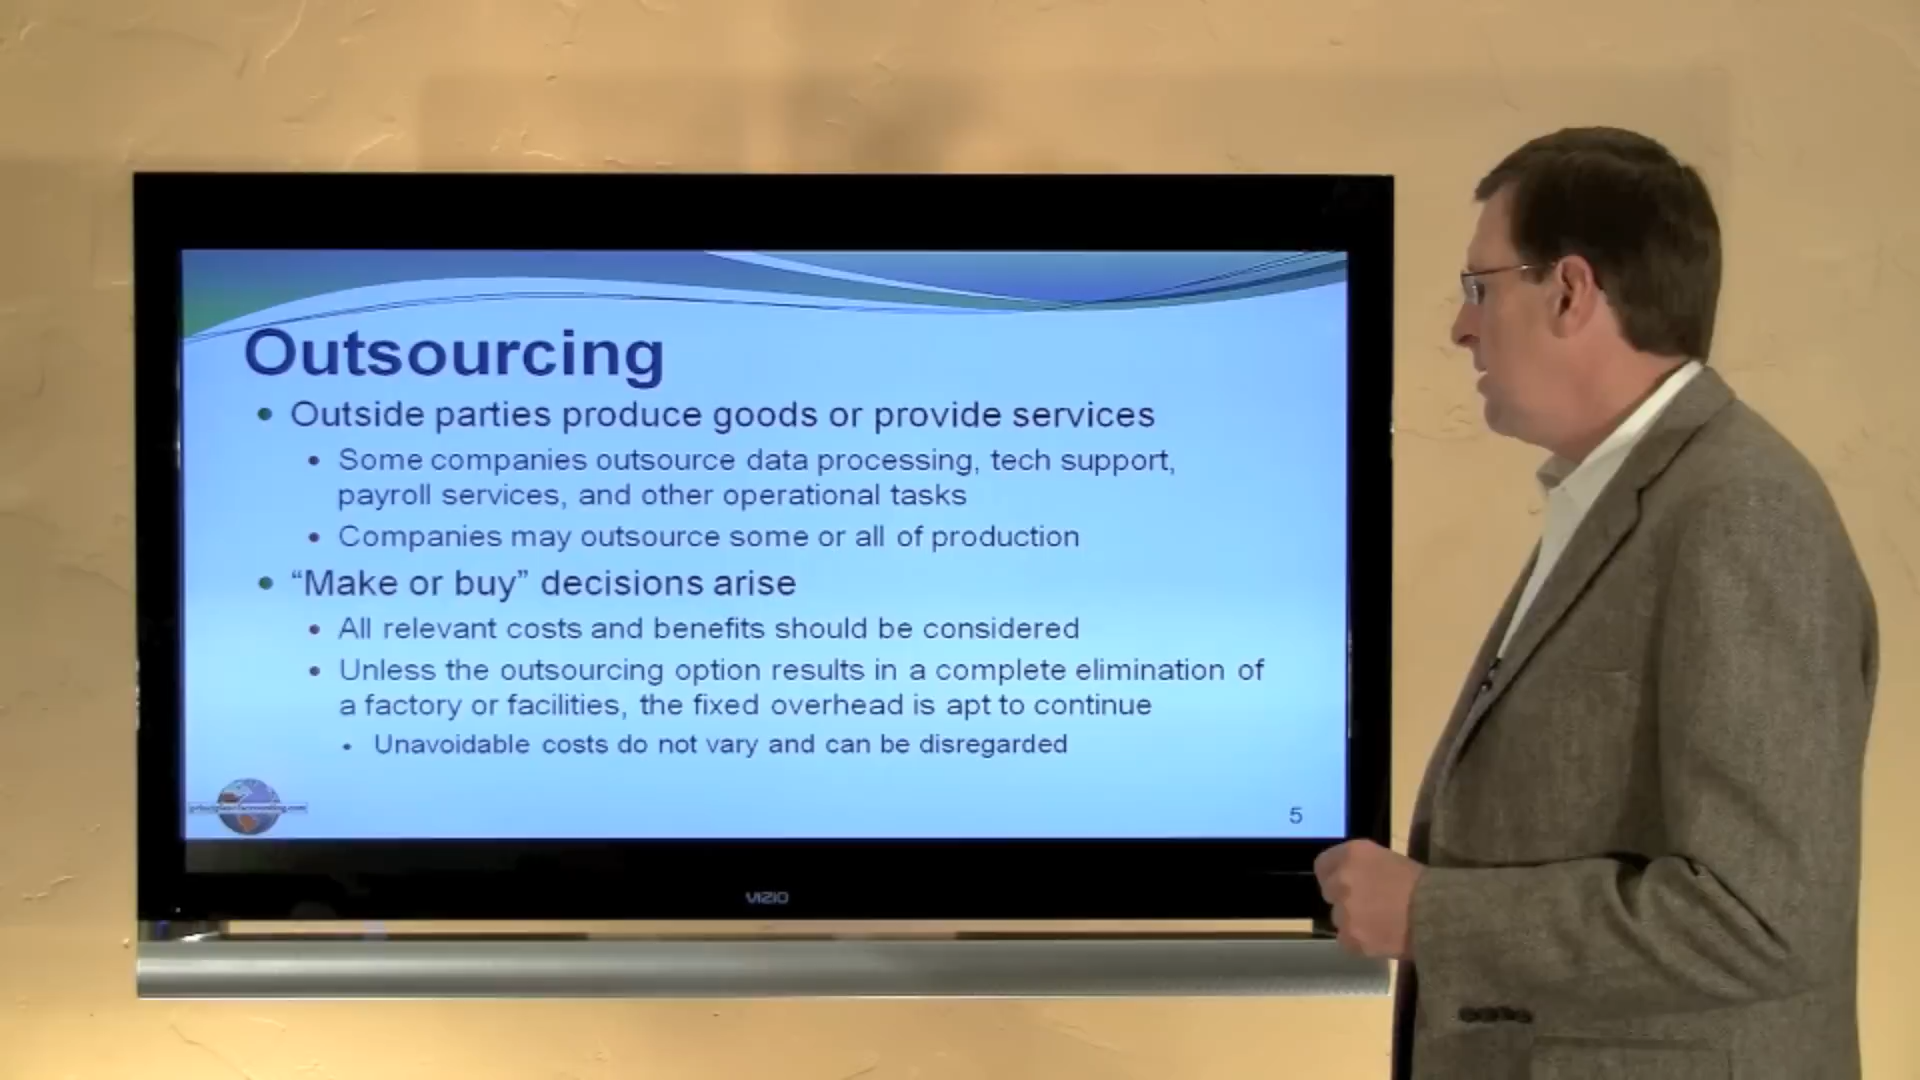 Outsourcing
• Outside parties produce goods or provide services
• Some companies outsource data processing, tech support,
payroll services, and other operational tasks
• Companies may outsource some or all of production
• “Make or buy” decisions arise
• All relevant costs and benefits should be considered
• Unless the outsourcing option results in a complete elimination of
a factory or facilities, the fixed overhead is apt to continue
• Unavoidable costs do not vary and can be disregarded
principlesofaccounting.com
5
VIZIO